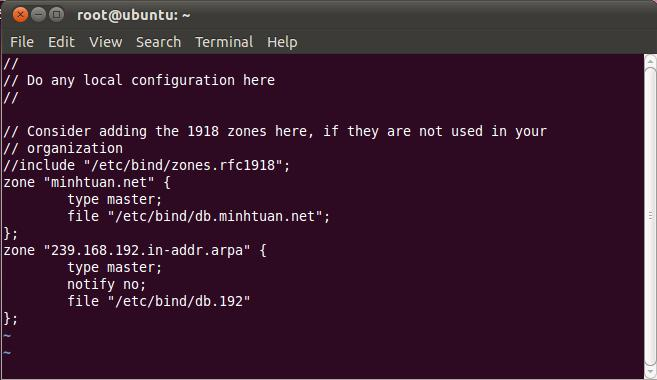 root@ubuntu: ~
File Edit View Search Terminal Help
//
// Do any local configuration here
//
// Consider adding the 1918 zones here, if they are not used in your
// organization
//include "/etc/bind/zones.rfc1918";
zone "minhtuan.net" {
        type master;
        file "/etc/bind/db.minhtuan.net";
};
zone "239.168.192.in-addr.arpa" {
        type master;
        notify no;
        file "/etc/bind/db.192"
};
~
~